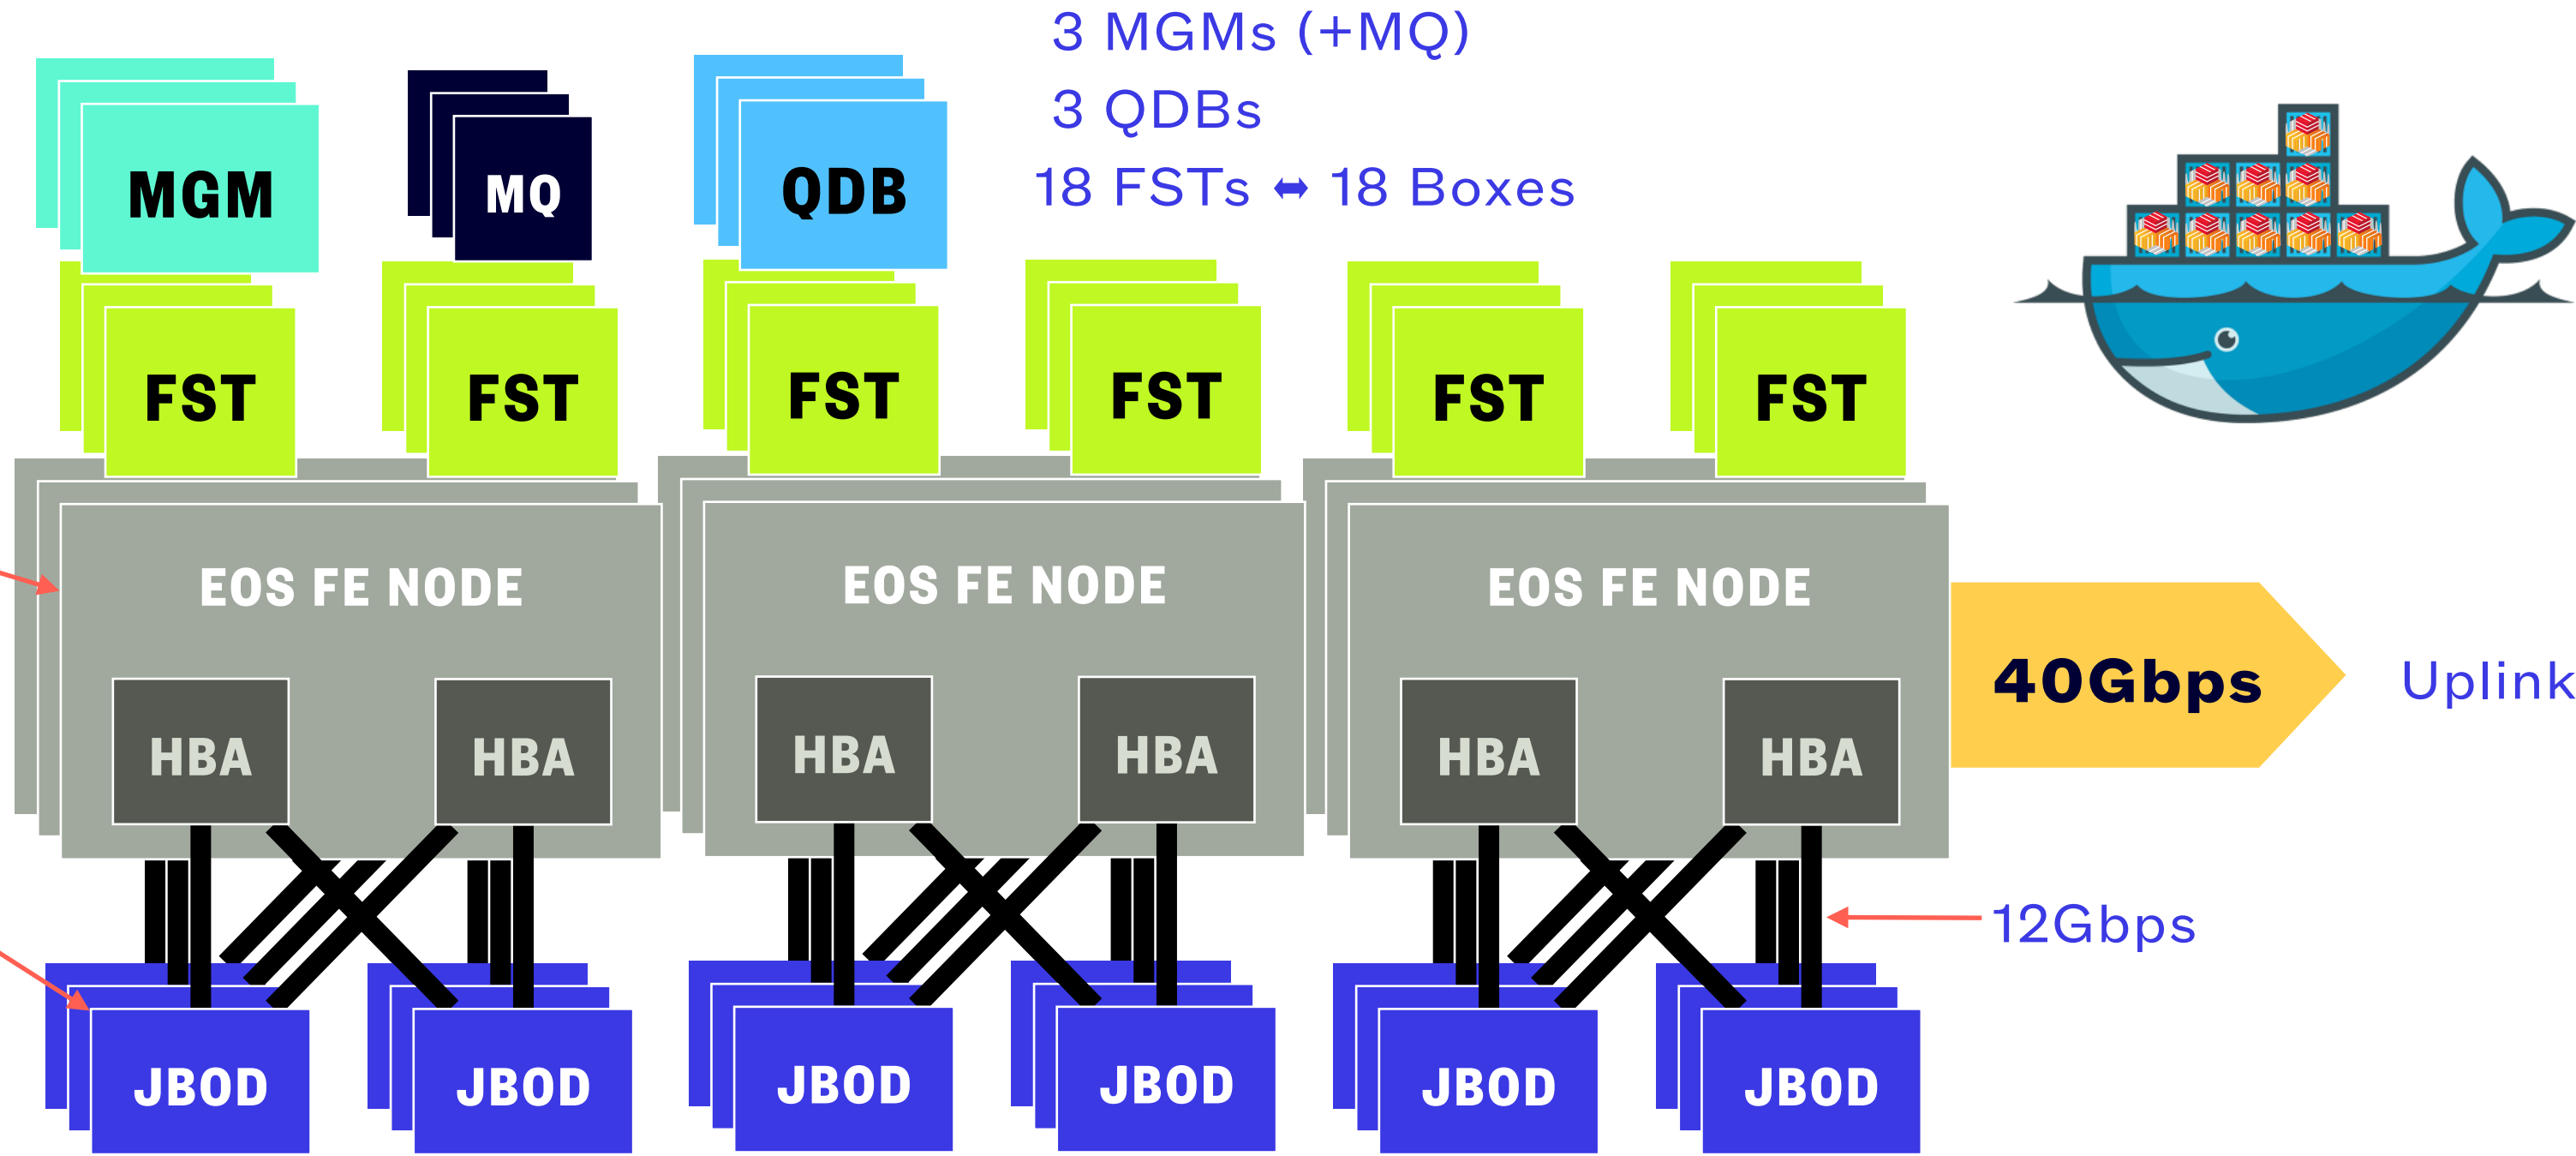 3 MGMs (+MQ)
3 QDBs
18 FSTs ⬌ 18 Boxes
MGM
MQ
QDB
FST
FST
FST
FST
FST
FST
EOS FE NODE
EOS FE NODE
EOS FE NODE
40Gbps
Uplink
HBA
HBA
HBA
HBA
HBA
HBA
12Gbps
JBOD
JBOD
JBOD
JBOD
JBOD
JBOD